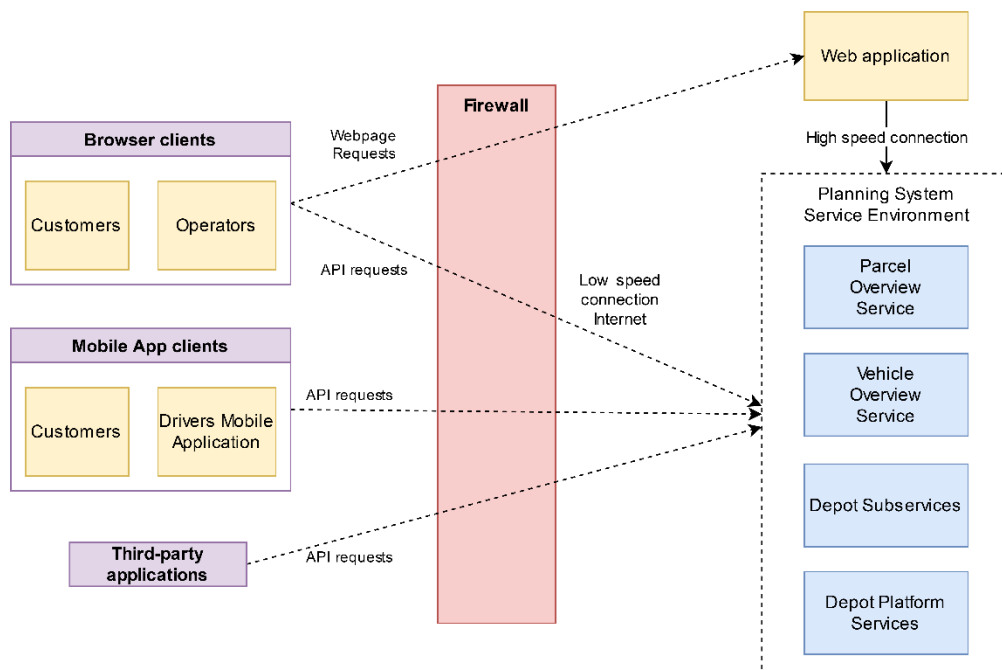 Web application
High speed connection
Firewall
Browser clients
Customers
Operators
Webpage
Requests
API requests
Low speed
connection
Internet
Mobile App clients
Customers
Drivers Mobile
Application
API requests
Third-party
applications
API requests
Planning System
Service Environment
Parcel
Overview
Service
Vehicle
Overview
Service
Depot Subservices
Depot Platform
Services